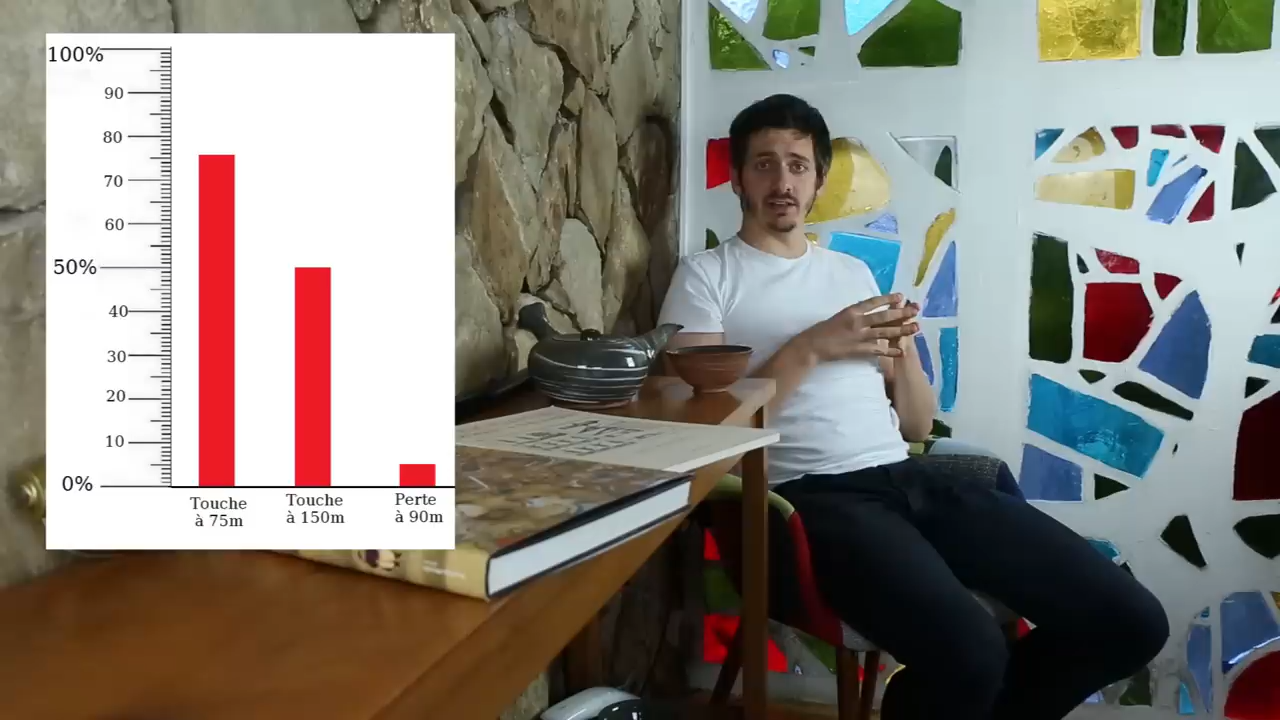 100%
90
80
70
60
50%
40
30
20
10
0%
Touche
à 75m
Touche
à 150m
Perte
à 90m